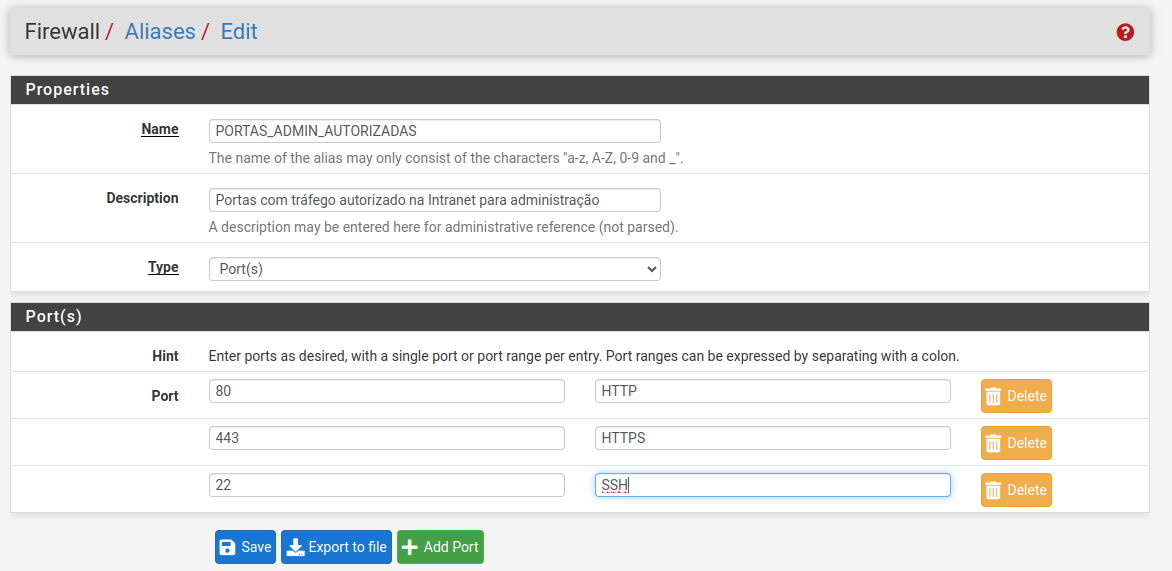 Firewall / Aliases / Edit
Properties
Name PORTAS_ADMIN_AUTORIZADAS
The name of the alias may only consist of the characters "a-z, A-Z, 0-9 and _".
Description Portas com tráfego autorizado na Intranet para administração
A description may be entered here for administrative reference (not parsed).
Type Port(s)
Port(s)
Hint Enter ports as desired, with a single port or port range per entry. Port ranges can be expressed by separating with a colon.
Port 80 HTTP Delete
443 HTTPS Delete
22 SSH Delete
Save Export to file Add Port